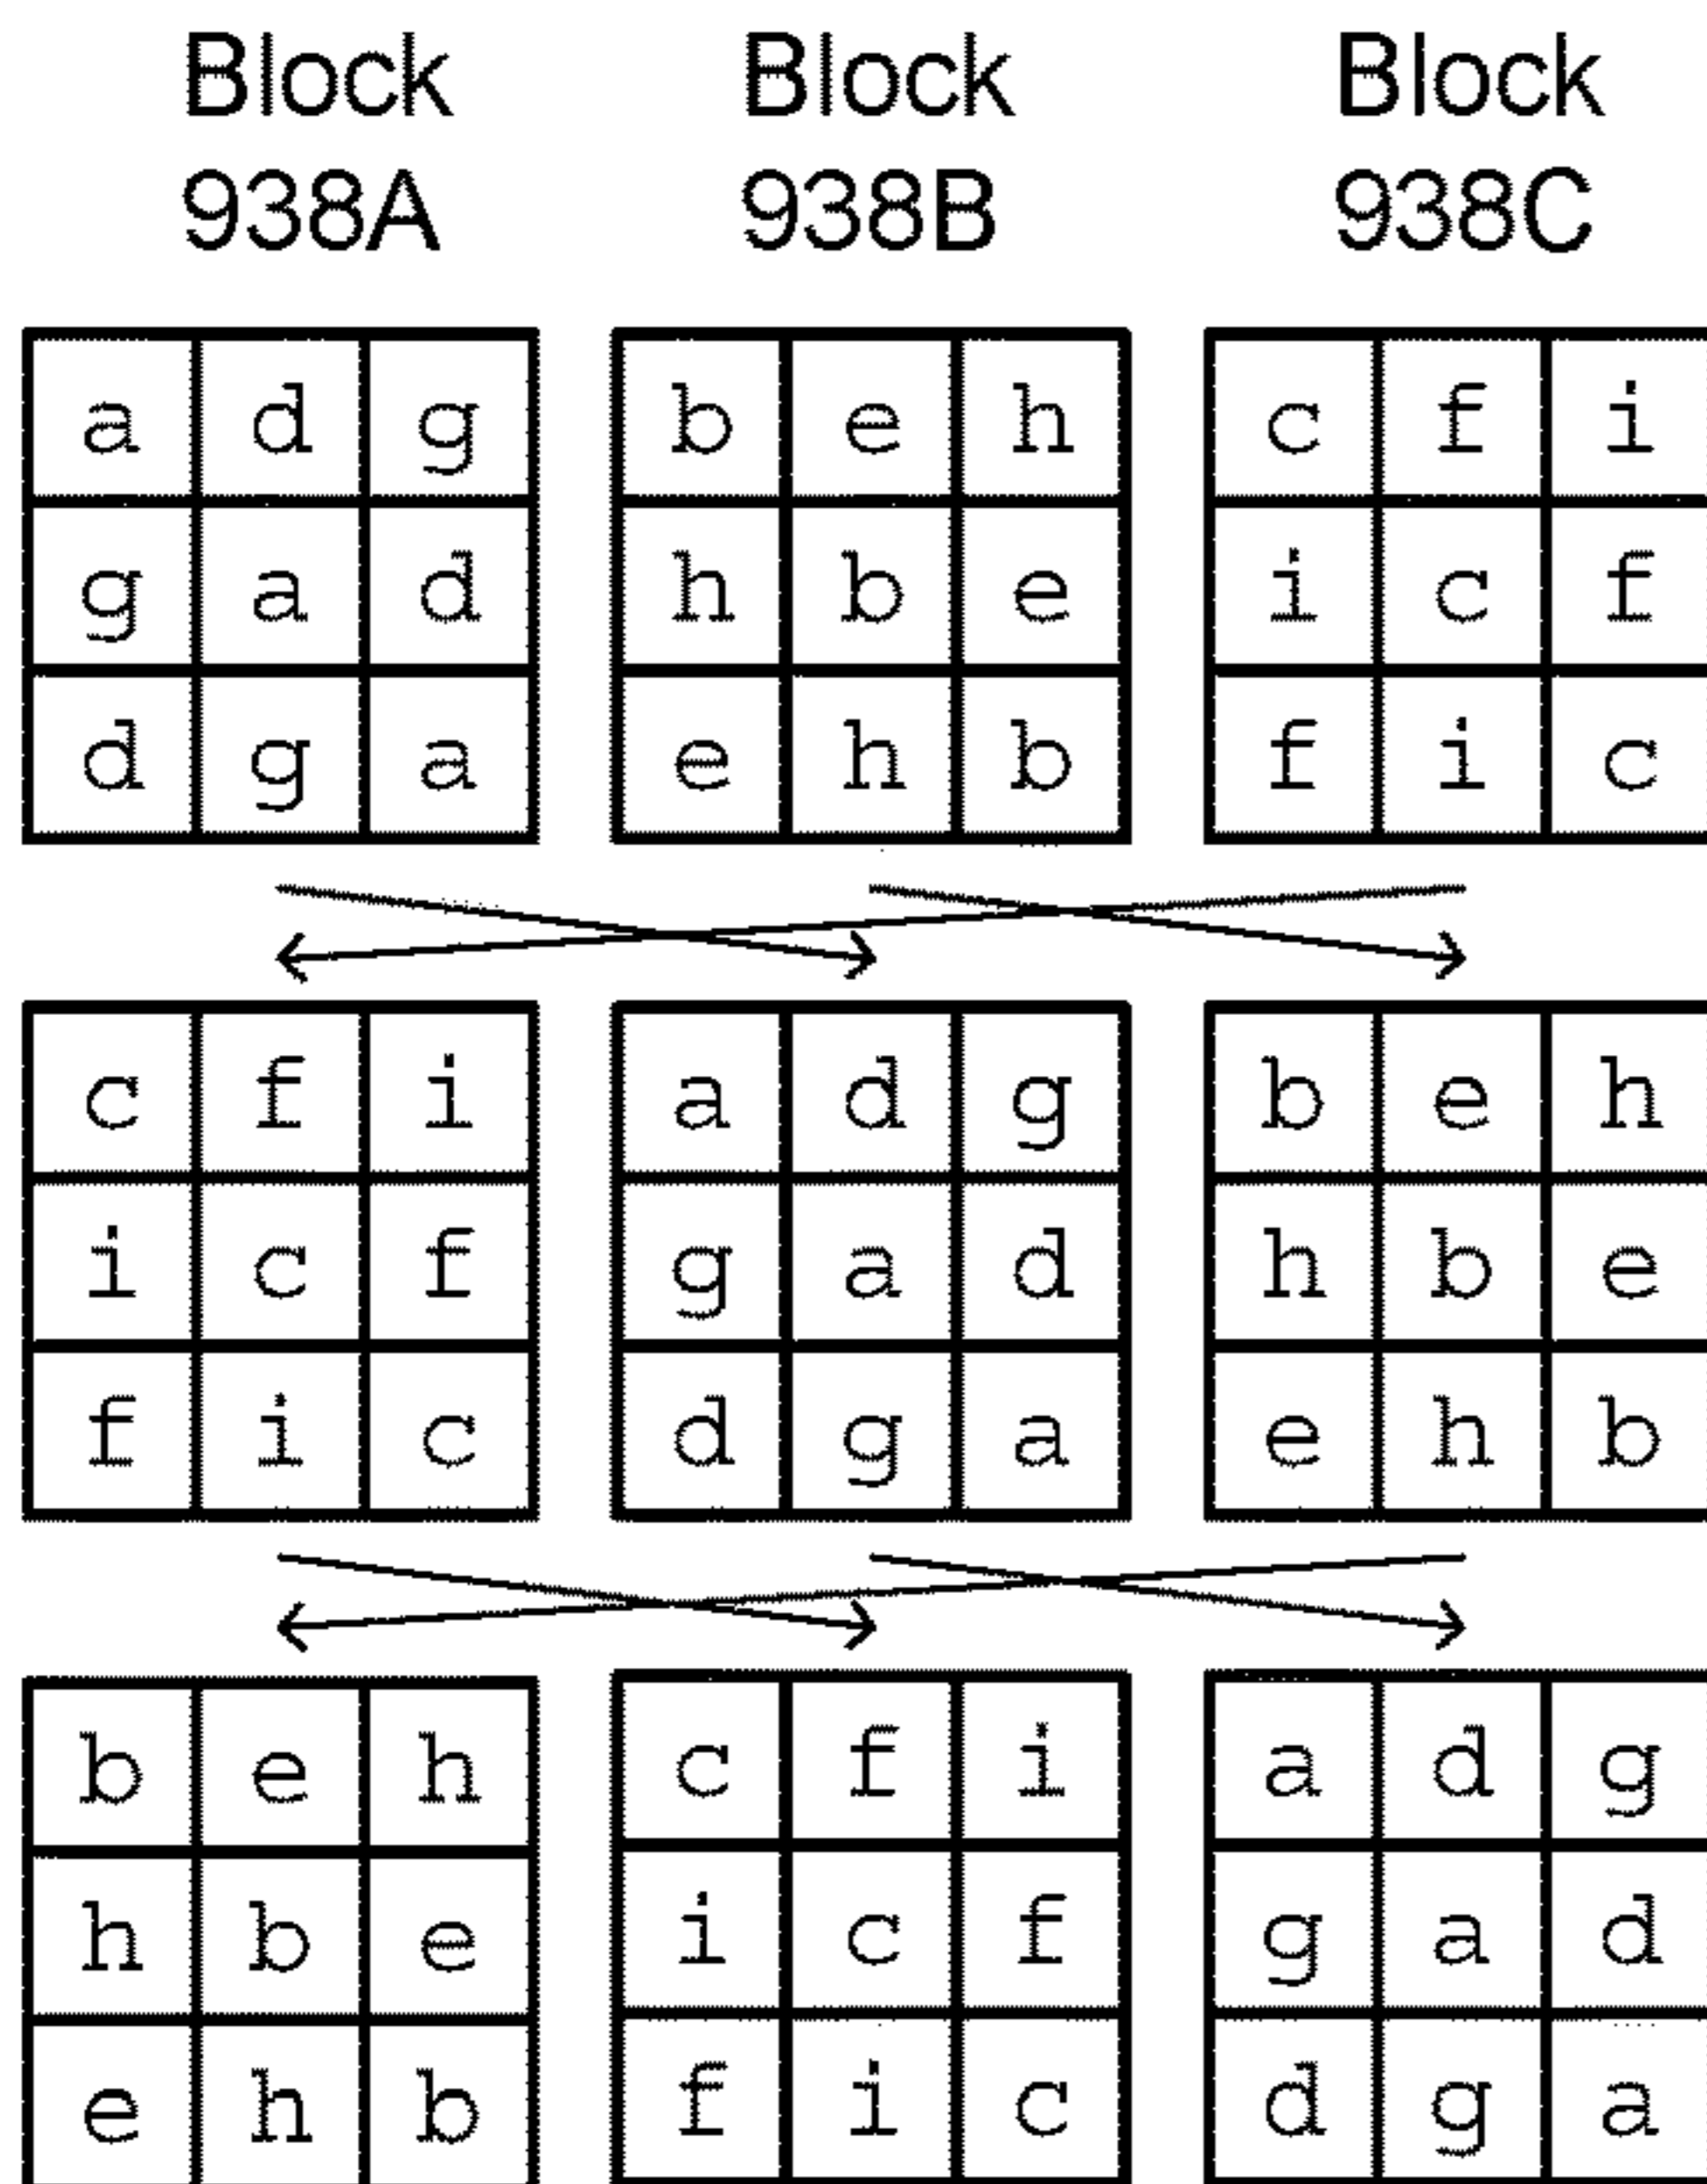 Block Block Block
938A 938B 938C
a d g b e h c f i
g a d h b e i c f
d g a e h b f i c
c f i a d g b e h
i c f g a d h b e
f i c d g a e h b
b e h c f i a d g
h b e i c f g a d
e h b f i c d g a